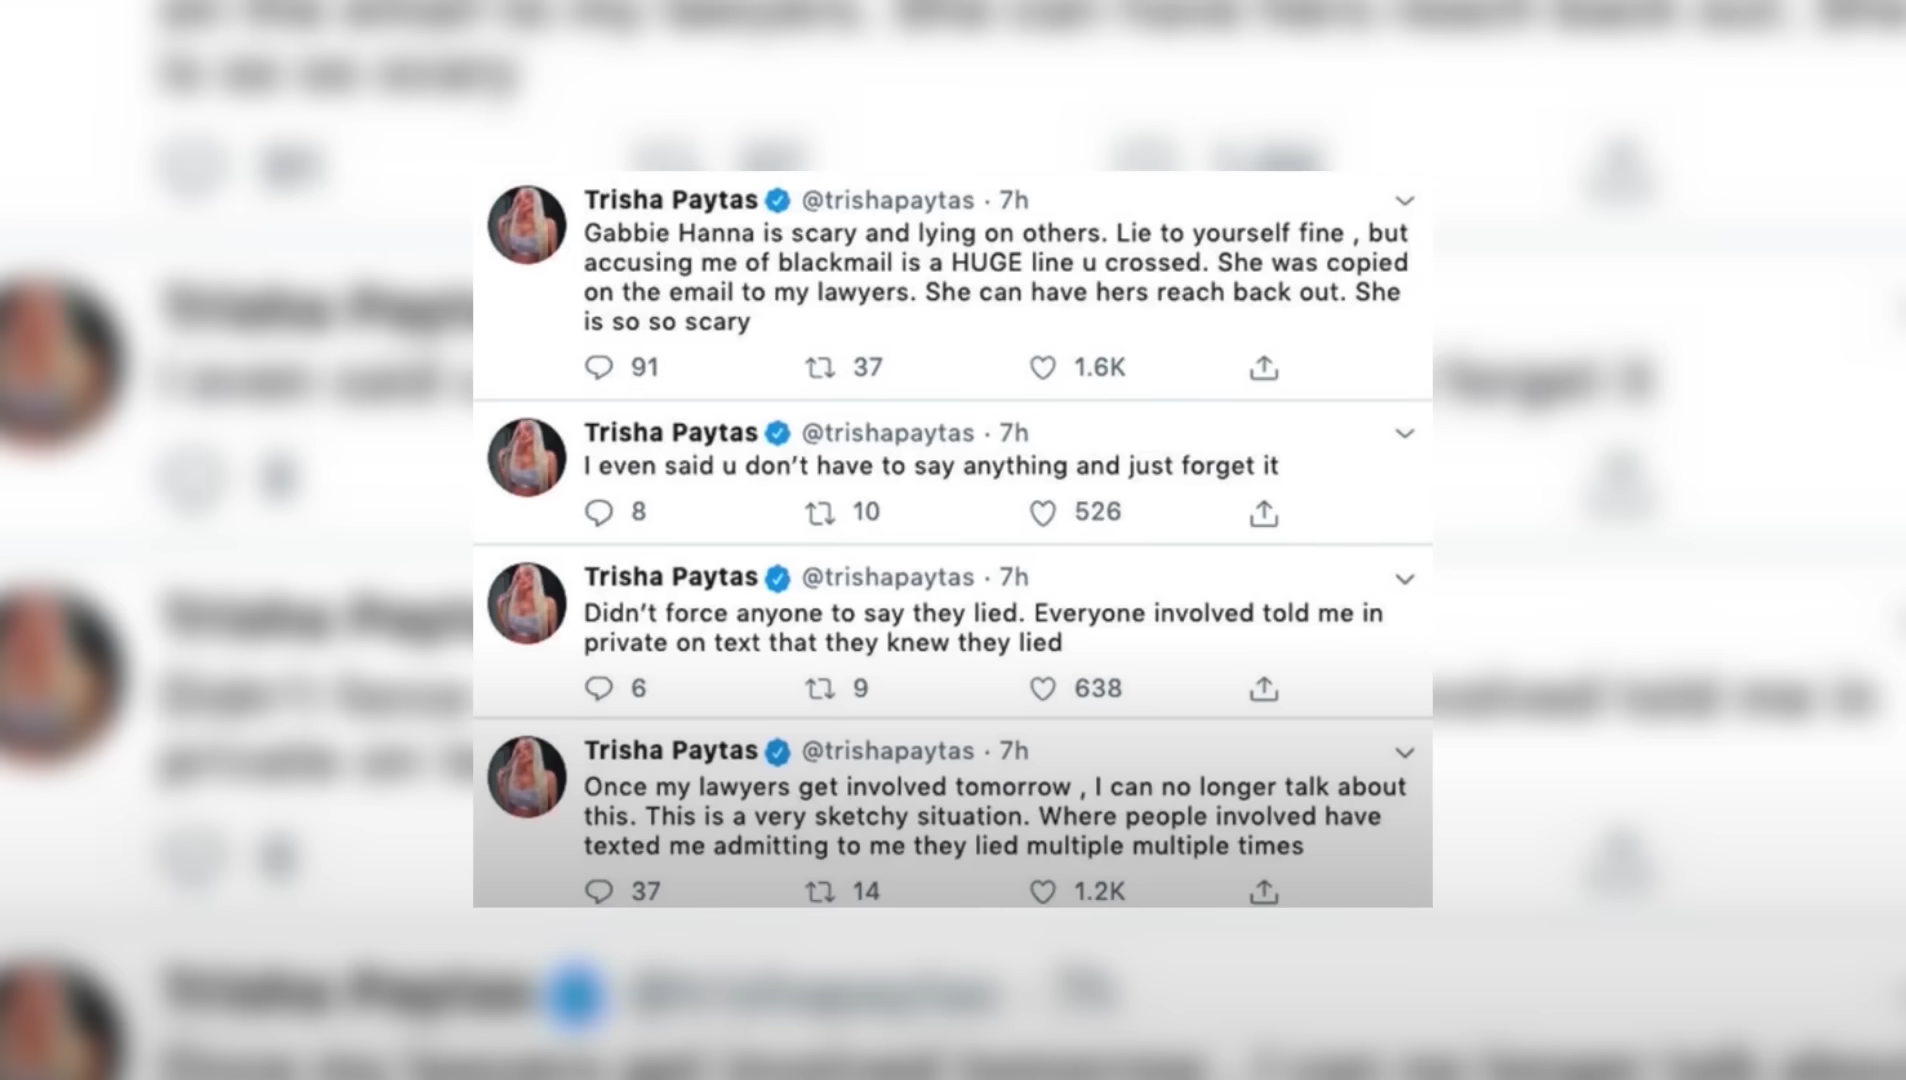 Trisha Paytas @trishapaytas · 7h
Gabbie Hanna is scary and lying on others. Lie to yourself fine , but
accusing me of blackmail is a HUGE line u crossed. She was copied
on the email to my lawyers. She can have hers reach back out. She
is so so scary
91 37 1.6K
Trisha Paytas @trishapaytas · 7h
I even said u don't have to say anything and just forget it
8 10 526
Trisha Paytas @trishapaytas · 7h
Didn't force anyone to say they lied. Everyone involved told me in
private on text that they knew they lied
6 9 638
Trisha Paytas @trishapaytas · 7h
Once my lawyers get involved tomorrow , I can no longer talk about
this. This is a very sketchy situation. Where people involved have
texted me admitting to me they lied multiple multiple times
37 14 1.2K